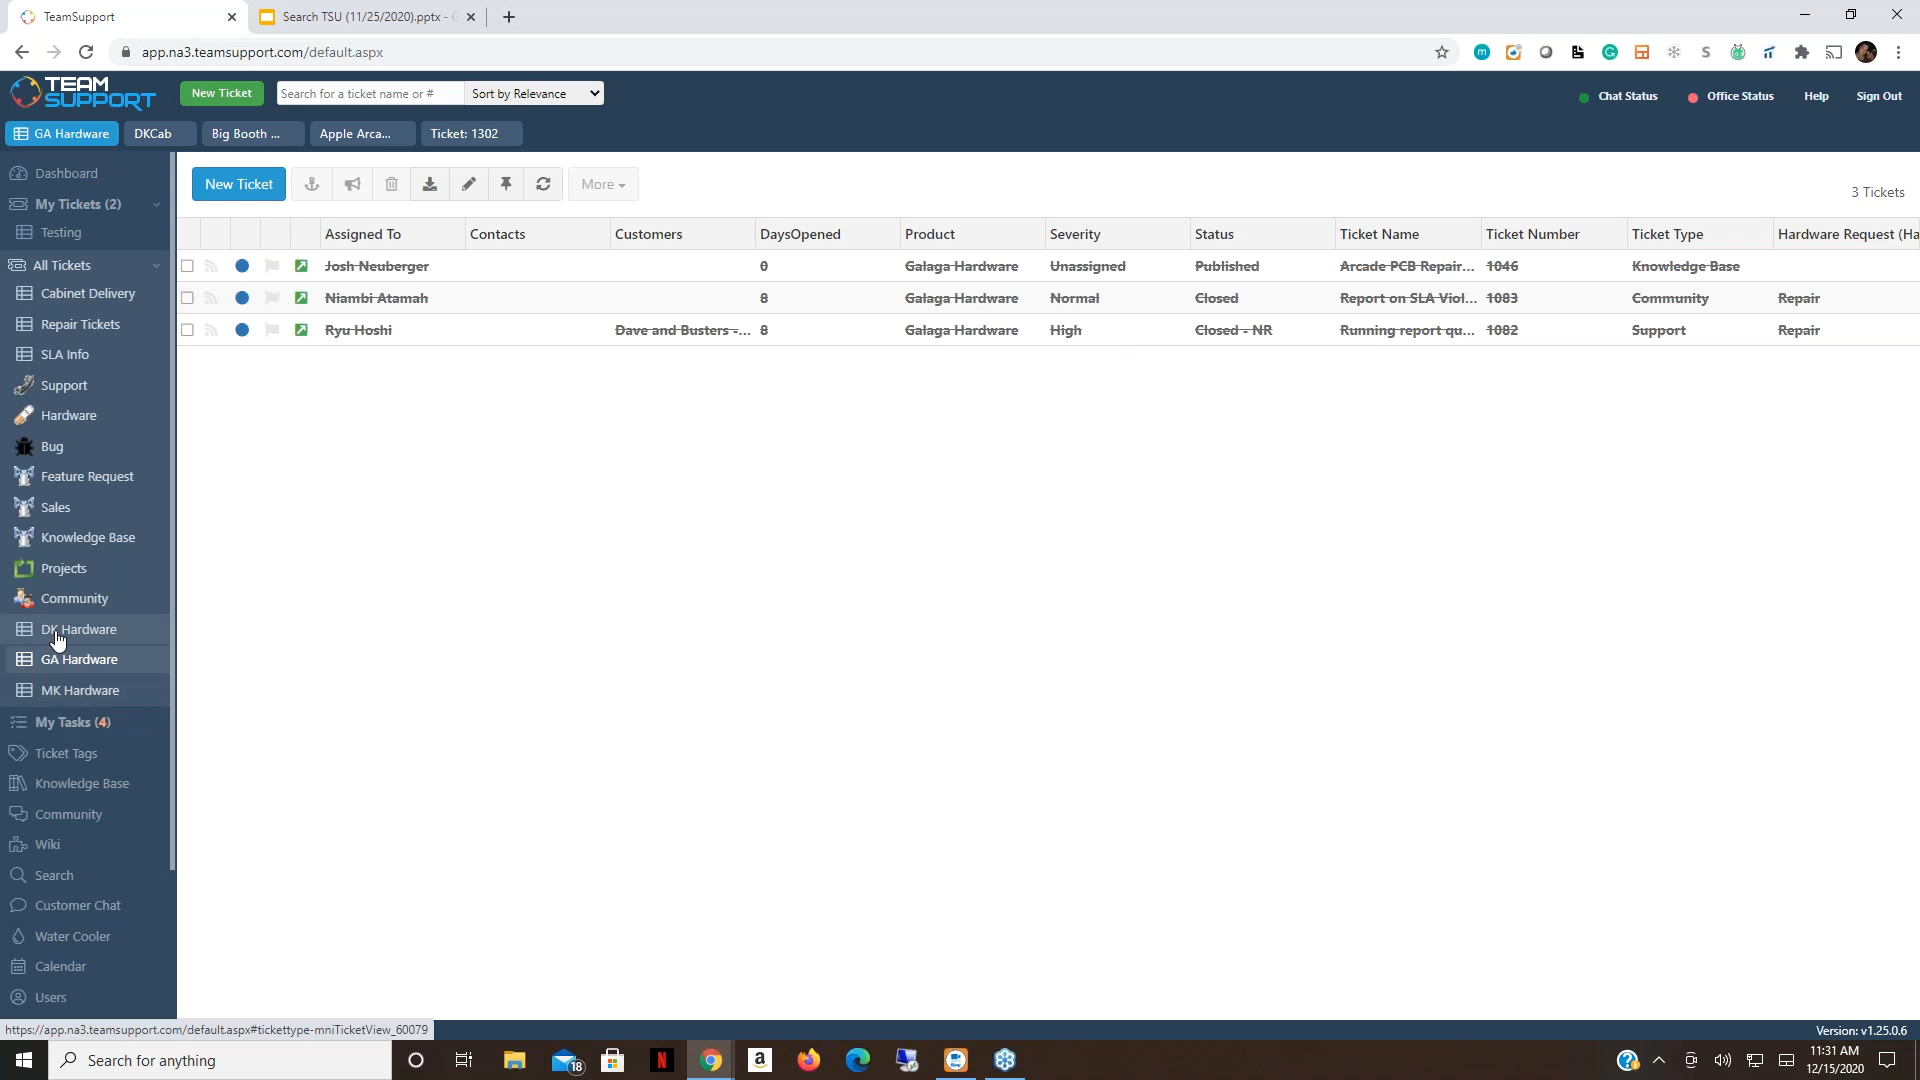 TeamSupport
Search TSU (11/25/2020).pptx - G
app.na3.teamsupport.com/default.aspx
TEAM SUPPORT
New Ticket
Search for a ticket name or #
Sort by Relevance
Chat Status
Office Status
Help
Sign Out
GA Hardware
DKCab
Big Booth ...
Apple Arca...
Ticket: 1302
Dashboard
My Tickets (2)
Testing
All Tickets
Cabinet Delivery
Repair Tickets
SLA Info
Support
Hardware
Bug
Feature Request
Sales
Knowledge Base
Projects
Community
DK Hardware
GA Hardware
MK Hardware
My Tasks (4)
Ticket Tags
Knowledge Base
Community
Wiki
Search
Customer Chat
Water Cooler
Calendar
Users
New Ticket
More
3 Tickets
Assigned To Contacts Customers DaysOpened Product Severity Status Ticket Name Ticket Number Ticket Type Hardware Request (Ha
Josh Neuberger 0 Galaga Hardware Unassigned Published Arcade PCB Repair... 1046 Knowledge Base
Niambi Atamah 8 Galaga Hardware Normal Closed Report on SLA Viol... 1083 Community Repair
Ryu Hoshi Dave and Busters -... 8 Galaga Hardware High Closed - NR Running report qu... 1082 Support Repair
https://app.na3.teamsupport.com/default.aspx#tickettype-mniTicketView_60079
Version: v1.25.0.6
Search for anything
18
11:31 AM
12/15/2020